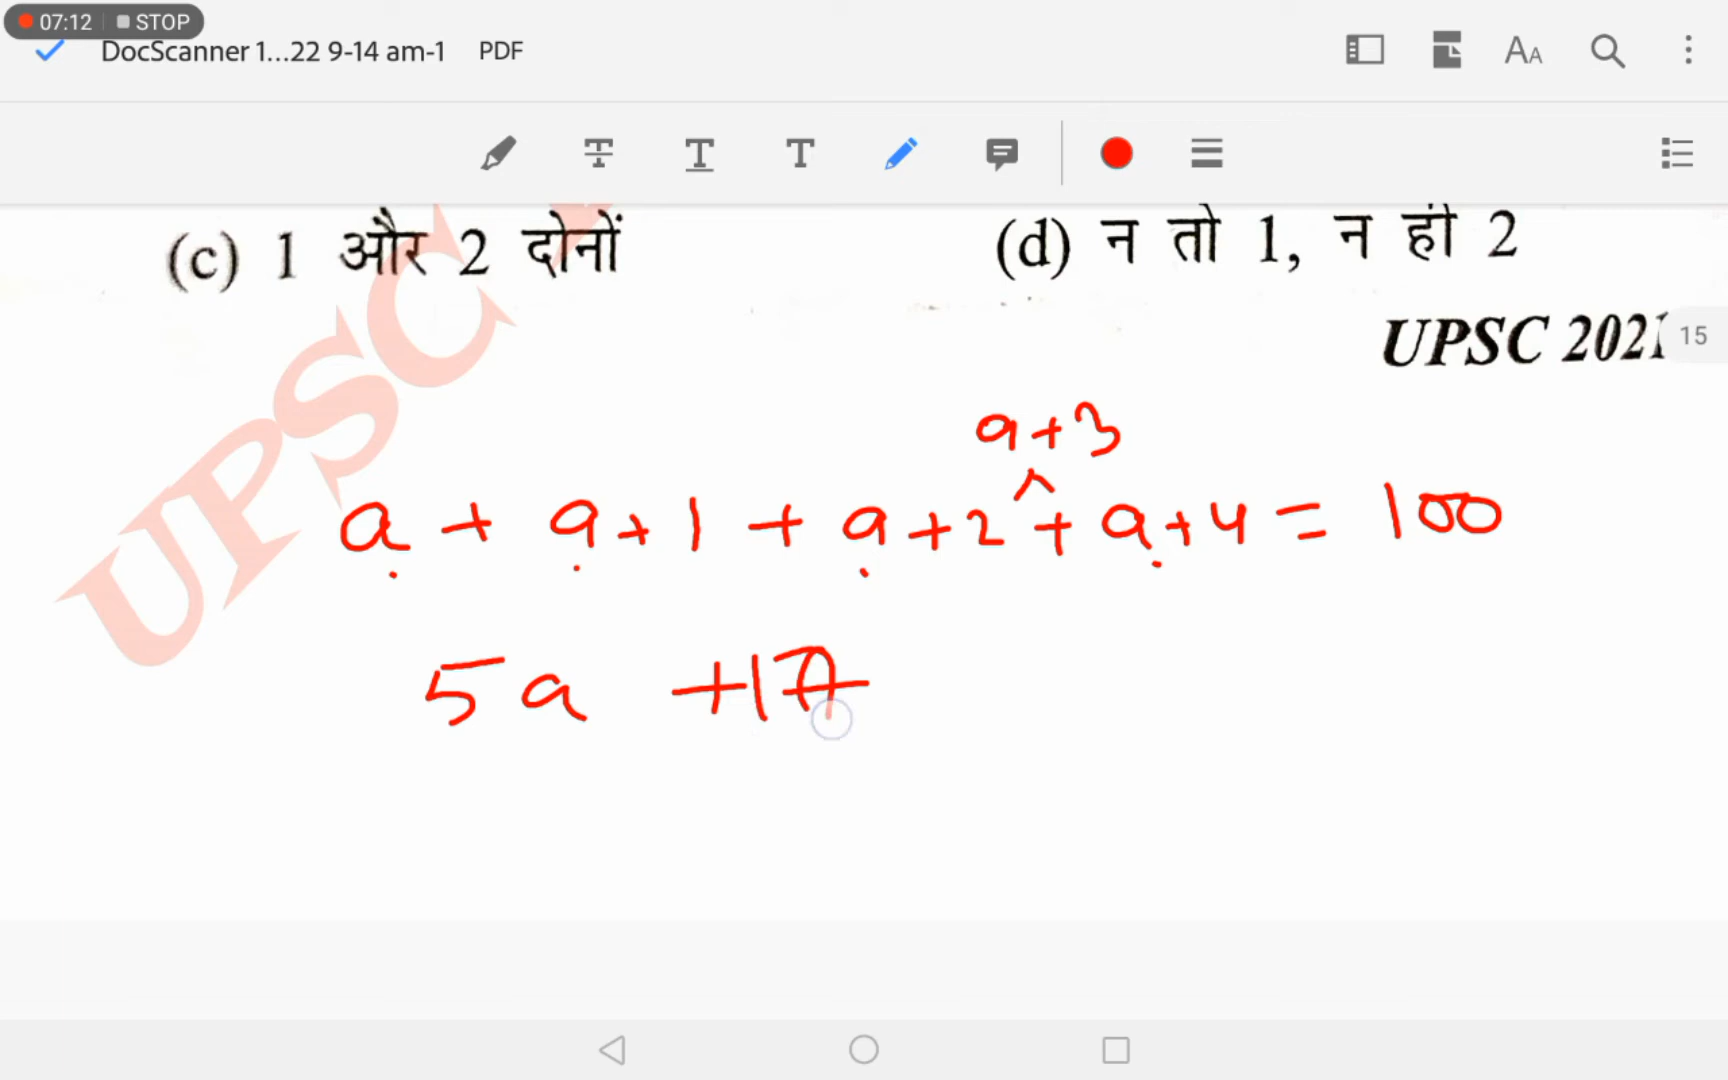 07:12 STOP
DocScanner 1...22 9-14 am-1 PDF
(c) 1 और 2 दोनों (d) न तो 1, न ही 2
UPSC 2021 15
UPSC
a+3
a + a+1 + a+2 ^ + a+4 = 100
5a +17